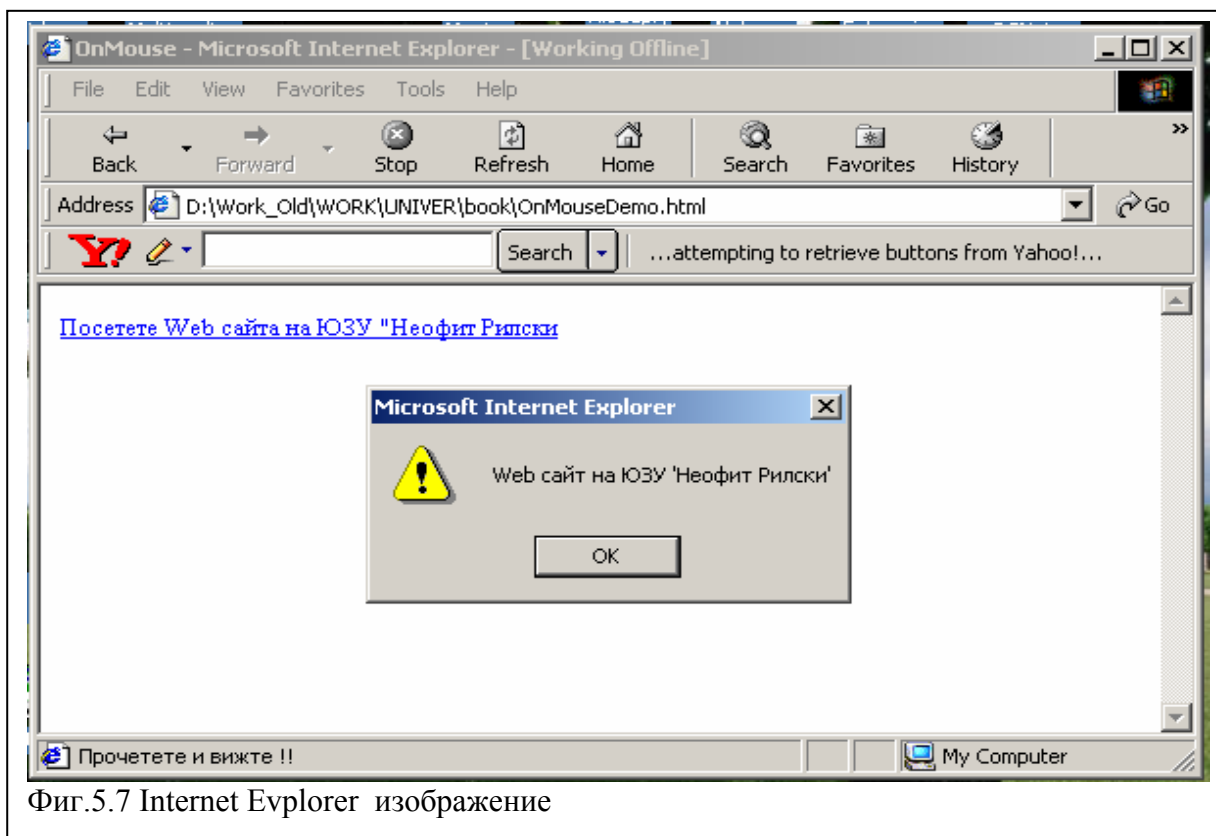 OnMouse - Microsoft Internet Explorer - [Working Offline]
File Edit View Favorites Tools Help
Back Forward Stop Refresh Home Search Favorites History »
Address D:\Work_Old\WORK\UNIVER\book\OnMouseDemo.html Go
Y! Search ...attempting to retrieve buttons from Yahoo!...
Посетете Web сайта на ЮЗУ "Неофит Рилски
Microsoft Internet Explorer
Web сайт на ЮЗУ 'Неофит Рилски'
OK
Прочетете и вижте !! My Computer
Фиг.5.7 Internet Evplorer изображение